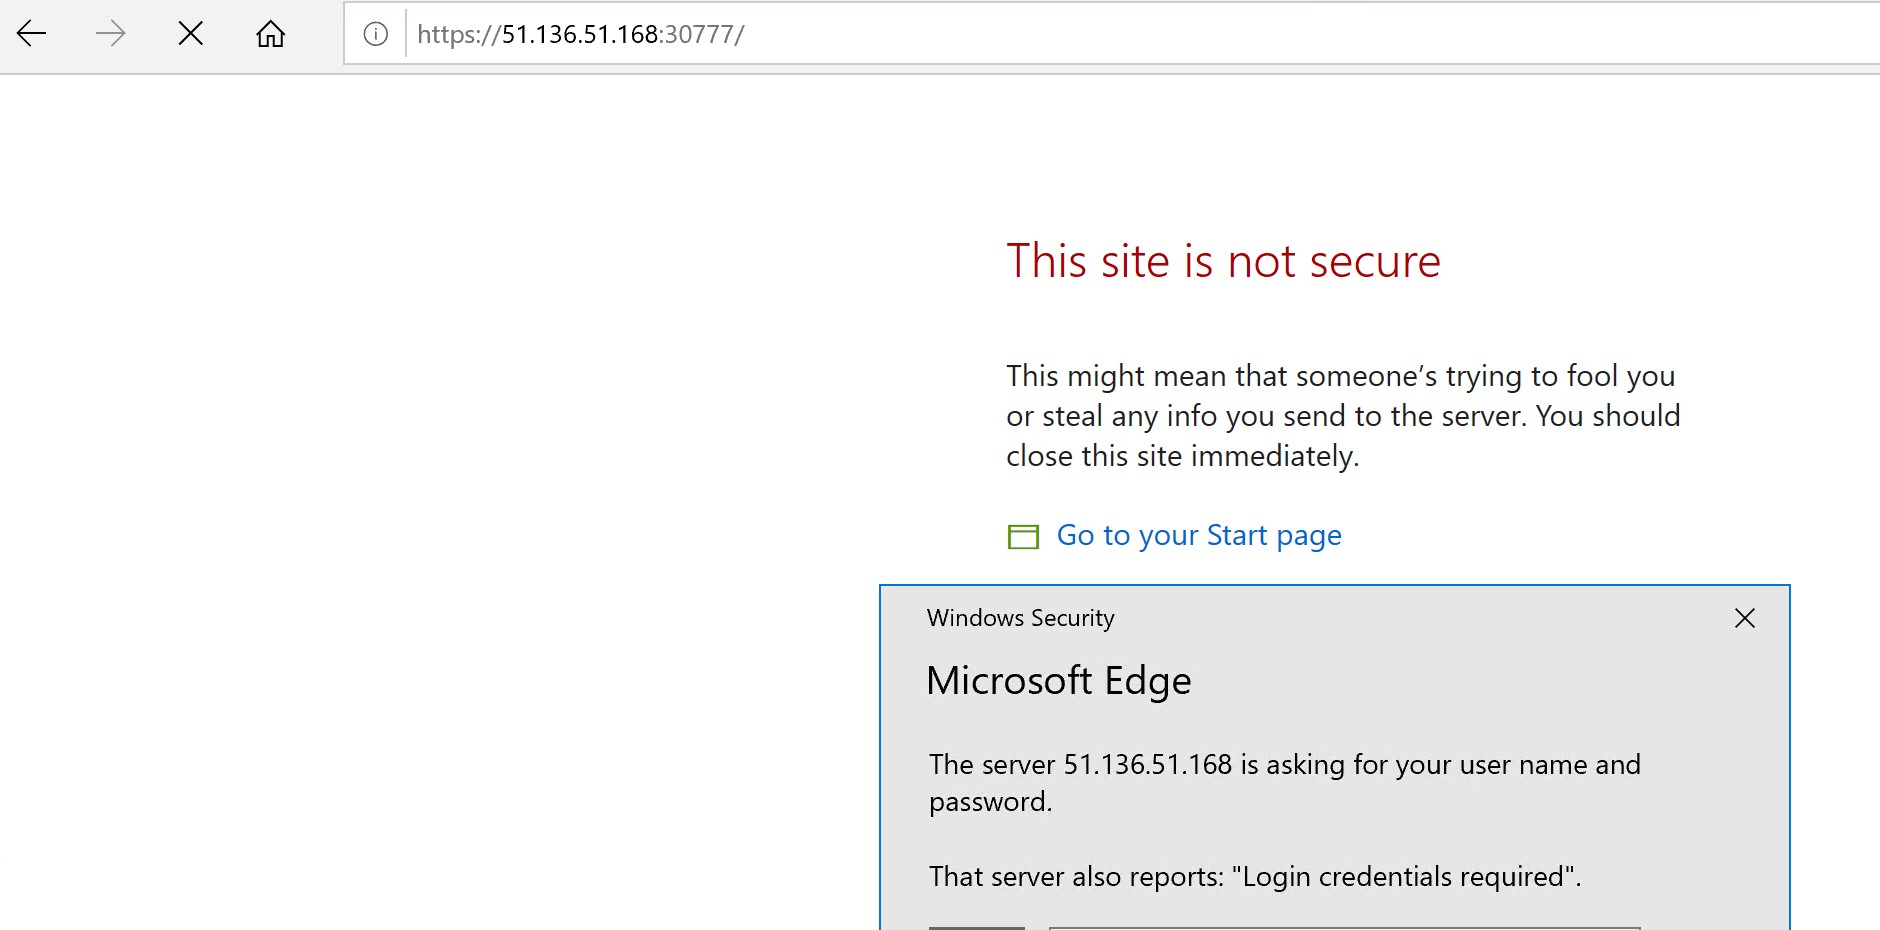 https://51.136.51.168:30777/
This site is not secure
This might mean that someone’s trying to fool you
or steal any info you send to the server. You should
close this site immediately.
Go to your Start page
Windows Security
Microsoft Edge
The server 51.136.51.168 is asking for your user name and
password.
That server also reports: "Login credentials required".